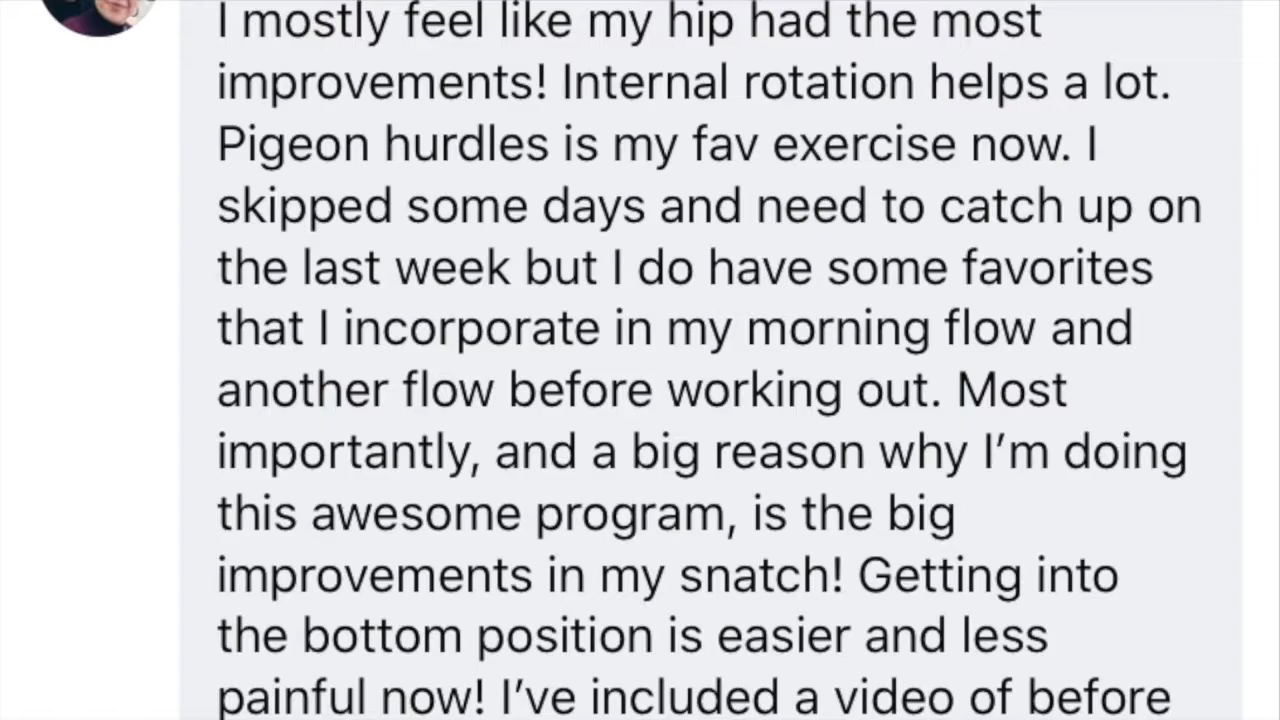 I mostly feel like my hip had the most
improvements! Internal rotation helps a lot.
Pigeon hurdles is my fav exercise now. I
skipped some days and need to catch up on
the last week but I do have some favorites
that I incorporate in my morning flow and
another flow before working out. Most
importantly, and a big reason why I’m doing
this awesome program, is the big
improvements in my snatch! Getting into
the bottom position is easier and less
painful now! I’ve included a video of before